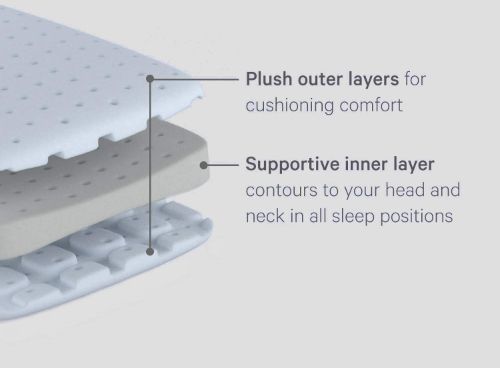 Plush outer layers for
cushioning comfort
Supportive inner layer
contours to your head and
neck in all sleep positions